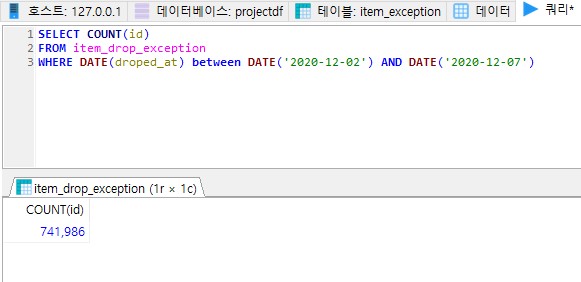 호스트: 127.0.0.1 데이터베이스: projectdf 테이블: item_exception 데이터 쿼리*
1 SELECT COUNT(id)
2 FROM item_drop_exception
3 WHERE DATE(droped_at) between DATE('2020-12-02') AND DATE('2020-12-07')
item_drop_exception (1r × 1c)
COUNT(id)
741,986